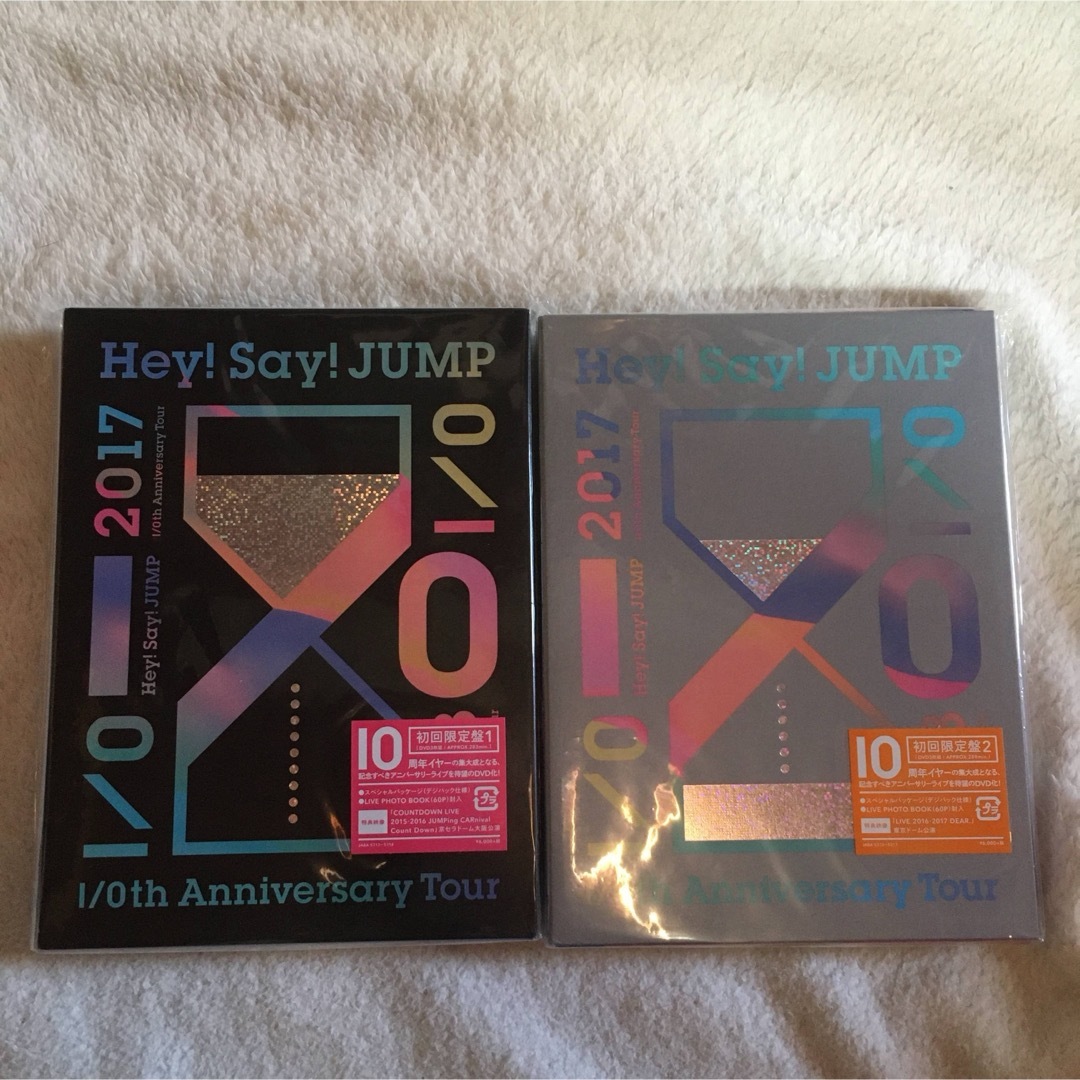 Hey! Say! JUMP
I/O
2017
I/Oth Anniversary Tour
Hey! Say! JUMP
I/O
I/Oth Anniversary Tour
10
初回限定盤1
周年イヤーの集大成となる、
記念すべきアニバーサリーライブを待望のDVD化!
●スペシャルパッケージ(デジパック仕様)
●LIVE PHOTO BOOK(60P)封入
特典映像
「COUNTDOWN LIVE
2015-2016 JUMPing CARnival
Count Down」京セラドーム大阪公演
プラ
Hey! Say! JUMP
I/O
2017
Hey! Say! JUMP
I/O
Anniversary Tour
10
初回限定盤2
周年イヤーの集大成となる、
記念すべきアニバーサリーライブを待望のDVD化!
●スペシャルパッケージ(デジパック仕様)
●LIVE PHOTO BOOK(60P)封入
特典映像
「LIVE 2016-2017 DEAR.」
東京ドーム公演
プラ